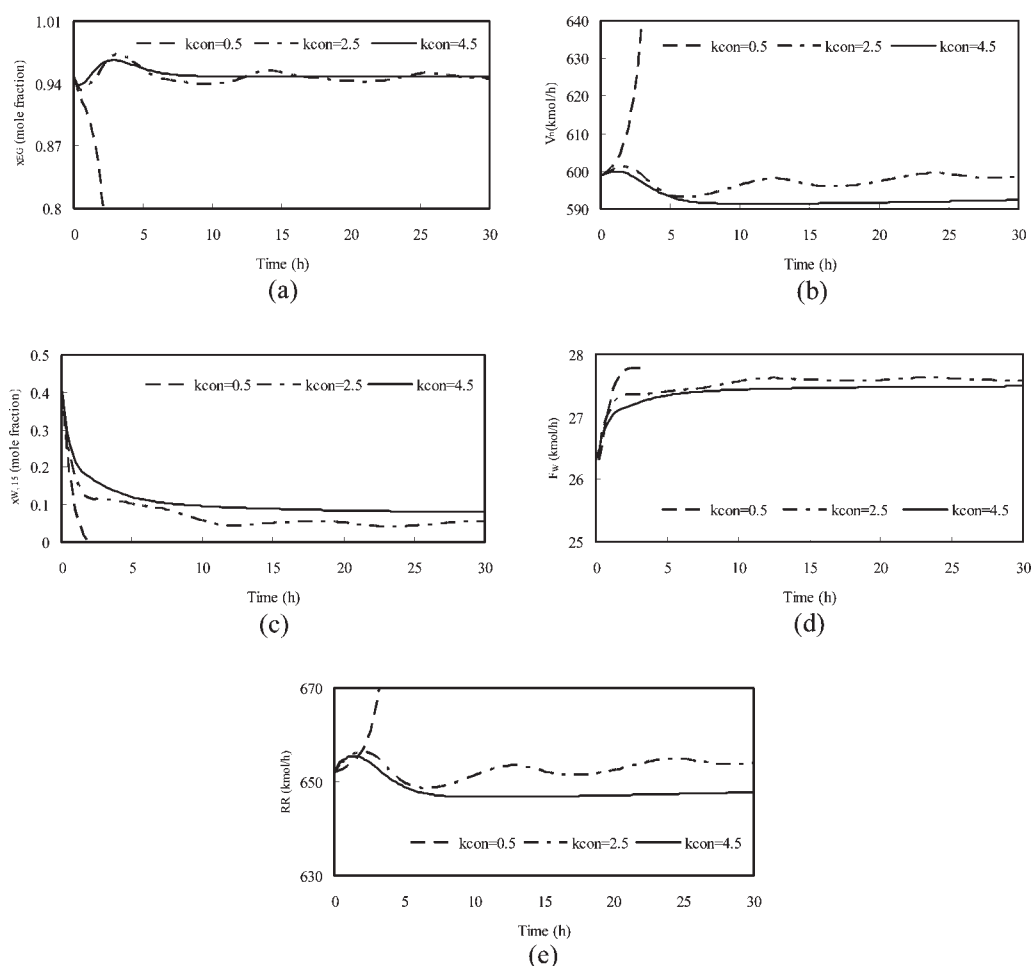 1.01
kcon=0.5 kcon=2.5 kcon=4.5
0.94
xEG (mole fraction)
0.87
0.8
0 5 10 15 20 25 30
Time (h)
(a)
640
kcon=0.5 kcon=2.5 kcon=4.5
630
620
(kmol/h)
610
600
590
0 5 10 15 20 25 30
Time (h)
(b)
0.5
kcon=0.5 kcon=2.5 kcon=4.5
0.4
0.3
xW, 15 (mole fraction)
0.2
0.1
0
0 5 10 15 20 25 30
Time (h)
(c)
28
27
FW (kmol/h)
26
kcon=0.5 kcon=2.5 kcon=4.5
25
0 5 10 15 20 25 30
Time (h)
(d)
670
RR (kmol/h)
650
kcon=0.5 kcon=2.5 kcon=4.5
630
0 5 10 15 20 25 30
Time (h)
(e)